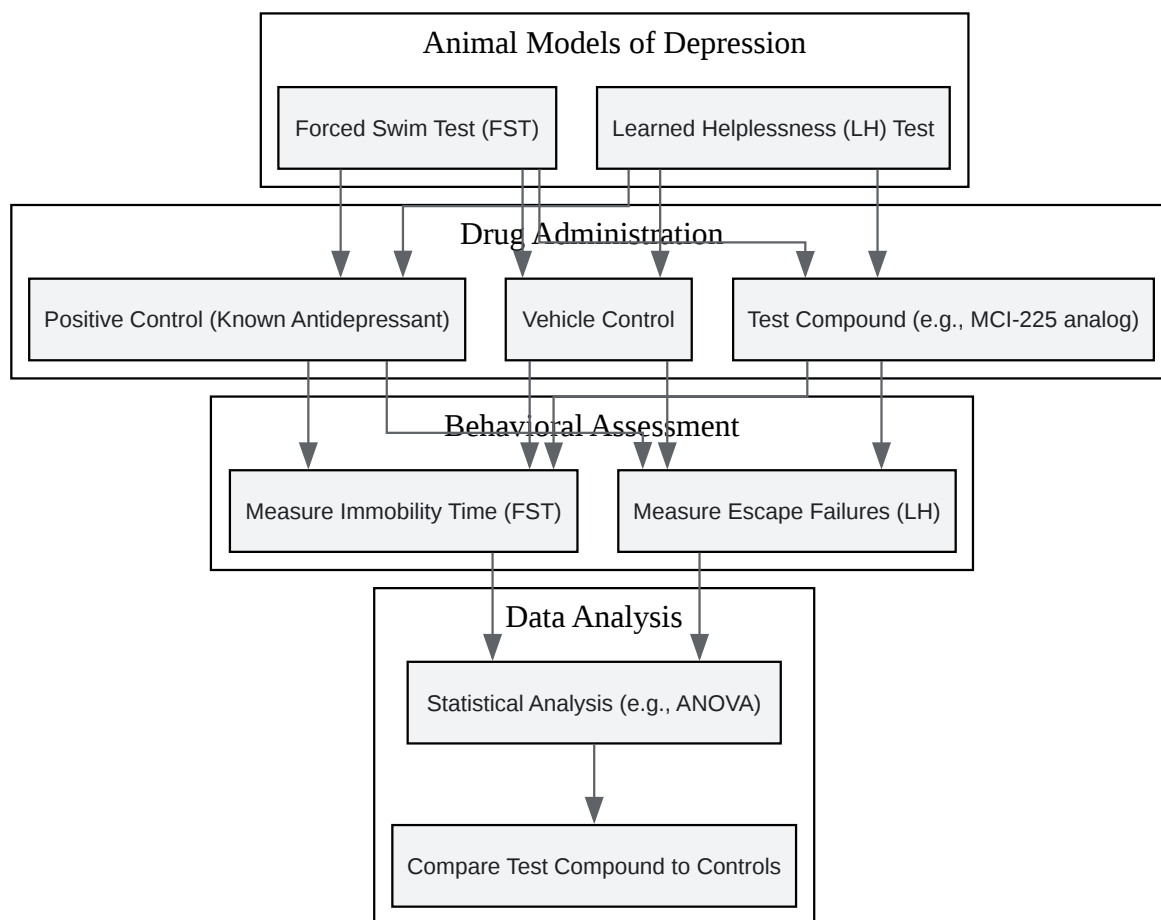 Animal Models of Depression
Forced Swim Test (FST)
Learned Helplessness (LH) Test
Drug Administration
Positive Control (Known Antidepressant)
Vehicle Control
Test Compound (e.g., MCI-225 analog)
Behavioral Assessment
Measure Immobility Time (FST)
Measure Escape Failures (LH)
Data Analysis
Statistical Analysis (e.g., ANOVA)
Compare Test Compound to Controls